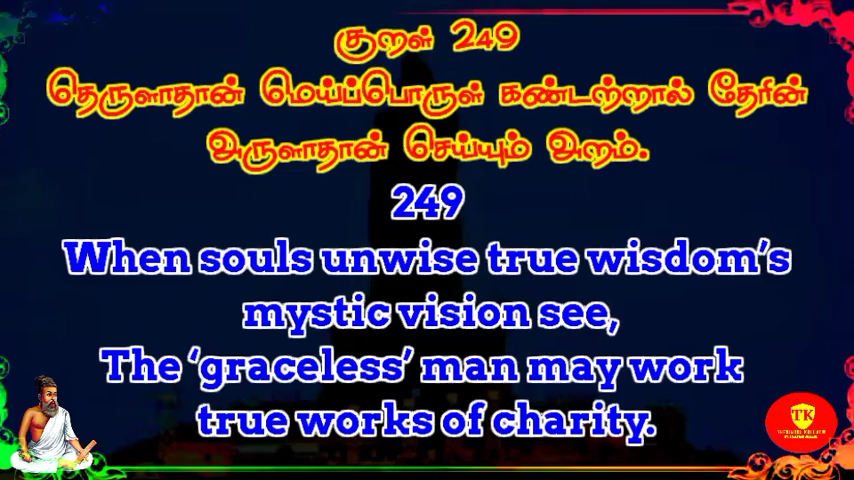 குறள் 249
தெருளாதான் மெய்ப்பொருள் கண்டற்றால் தேரின்
அருளாதான் செய்யும் அறம்.
249
When souls unwise true wisdom’s
mystic vision see,
The ‘graceless’ man may work
true works of charity.
TK